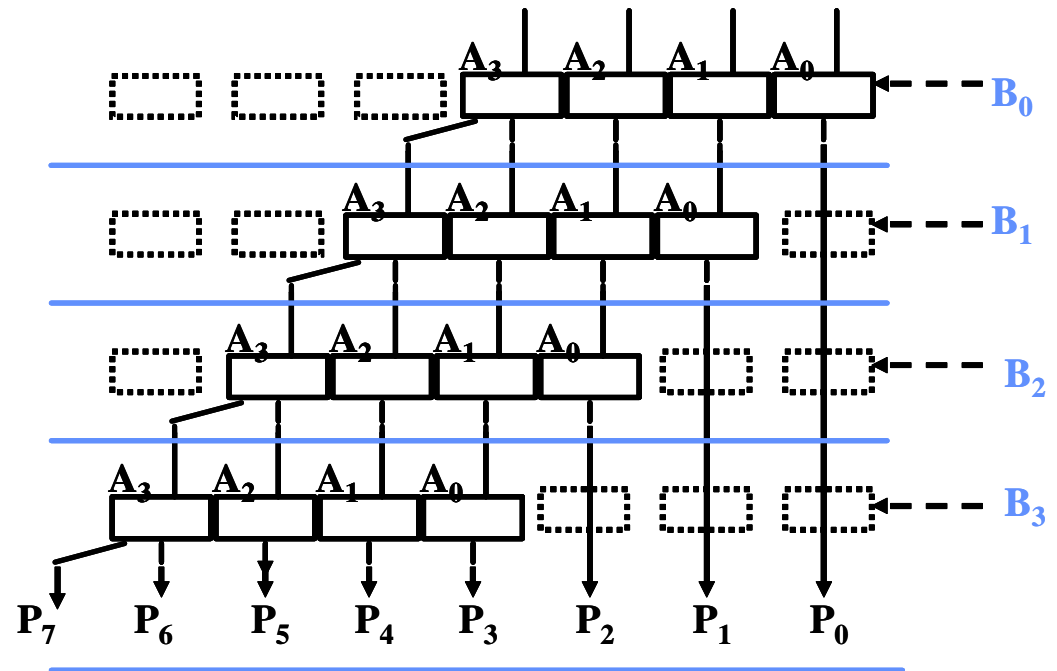 A₃ A₂ A₁ A₀
B₀
A₃ A₂ A₁ A₀
B₁
A₃ A₂ A₁ A₀
B₂
A₃ A₂ A₁ A₀
B₃
P₇ P₆ P₅ P₄ P₃ P₂ P₁ P₀